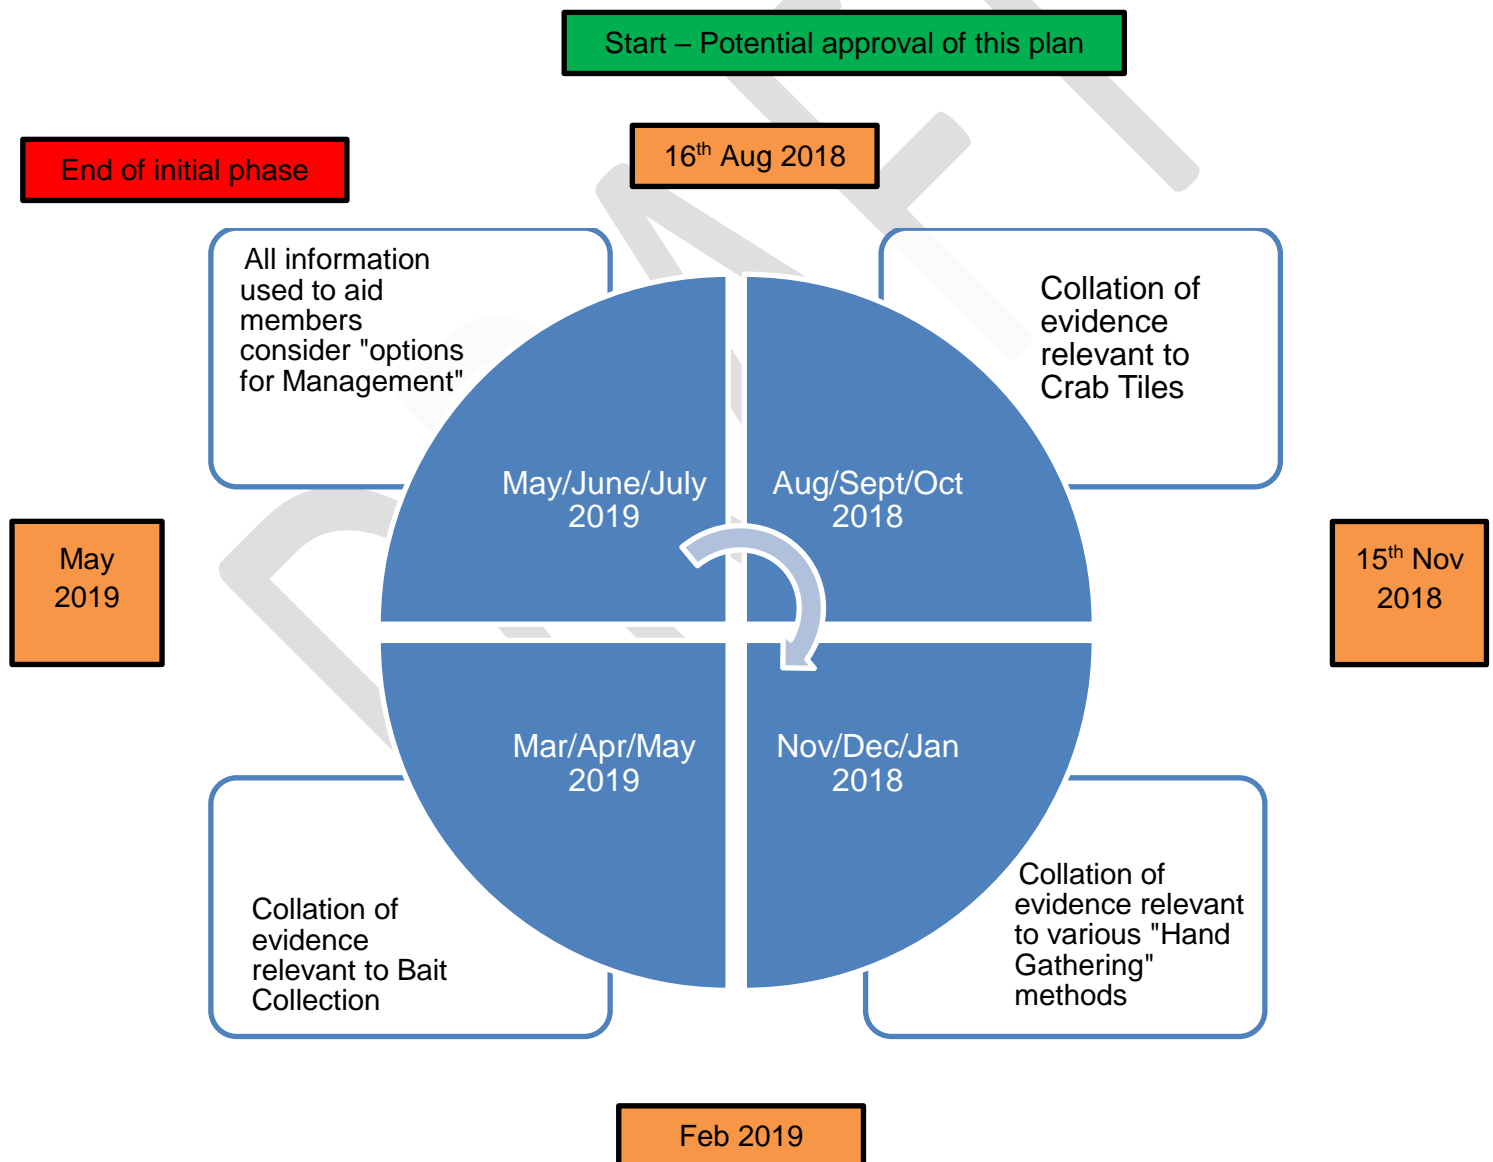 Start – Potential approval of this plan
End of initial phase
16th Aug 2018
All information
used to aid
members
consider "options
for Management"
Collation of
evidence
relevant to
Crab Tiles
May/June/July
2019
Aug/Sept/Oct
2018
May
2019
15th Nov
2018
Mar/Apr/May
2019
Nov/Dec/Jan
2018
Collation of
evidence
relevant to Bait
Collection
Collation of
evidence relevant
to various "Hand
Gathering"
methods
Feb 2019